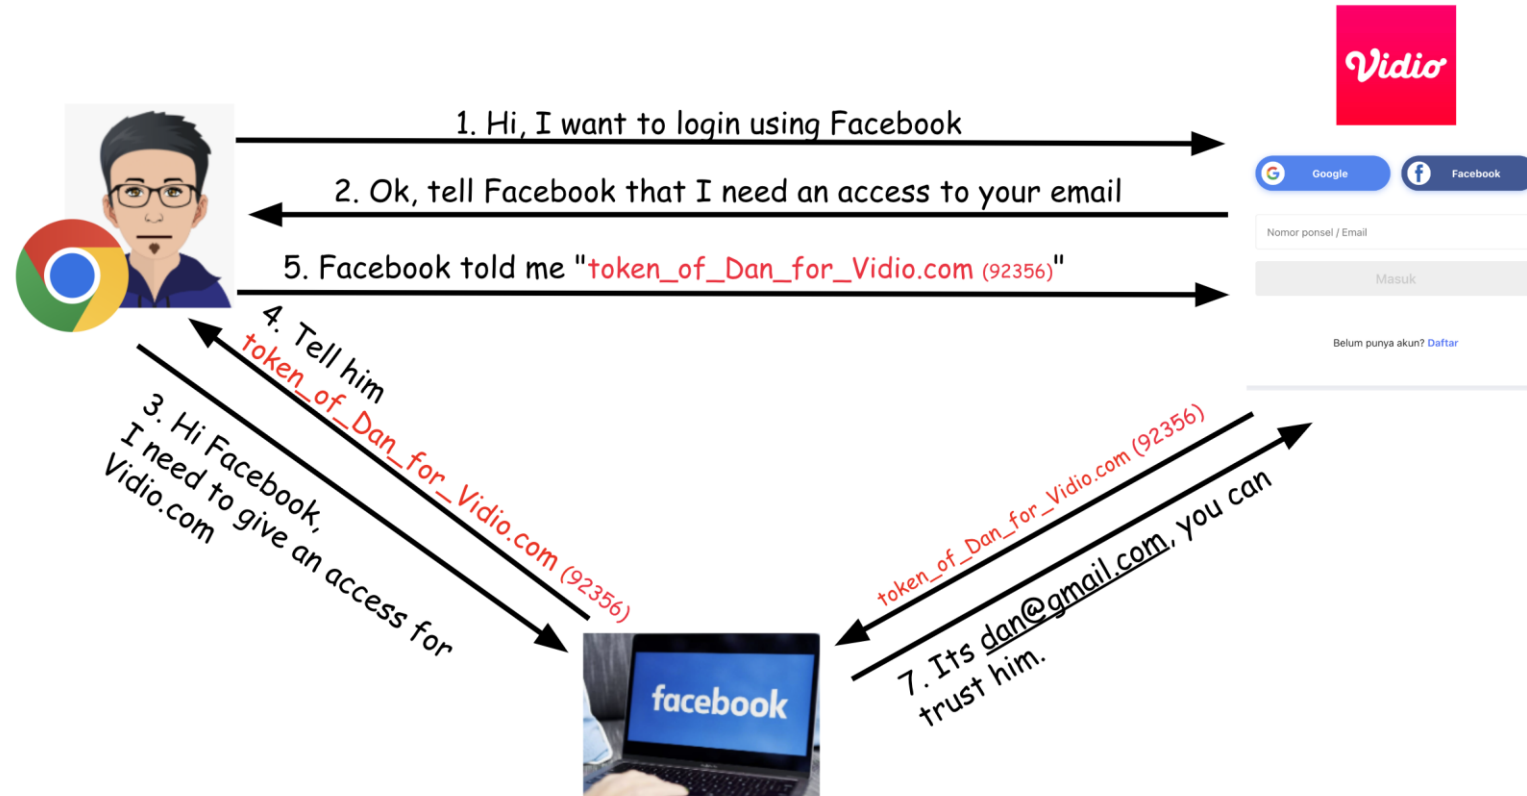 Vidio
1. Hi, I want to login using Facebook
Google
Facebook
2. Ok, tell Facebook that I need an access to your email
Nomor ponsel / Email
5. Facebook told me "token_of_Dan_for_Vidio.com (92356)"
Masuk
Belum punya akun? Daftar
4. Tell him
token_of_Dan_for_Vidio.com (92356)
3. Hi Facebook,
I need to give an access for
Vidio.com
token_of_Dan_for_Vidio.com (92356)
7. Its dan@gmail.com, you can
trust him.
facebook